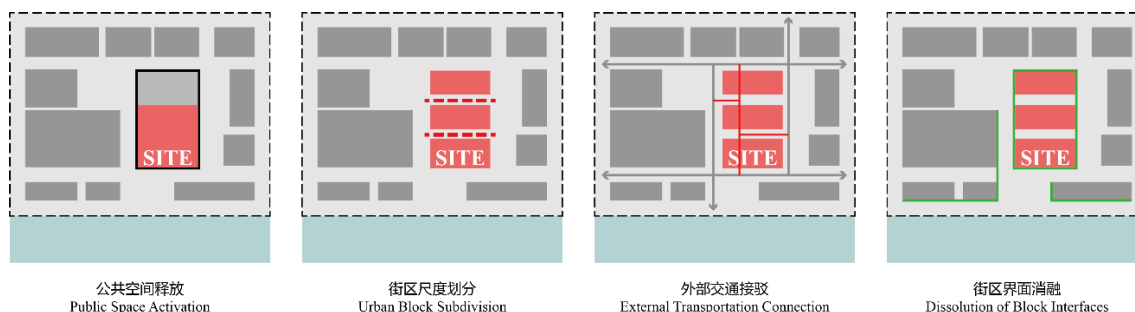 SITE
SITE
SITE
SITE
公共空间释放
Public Space Activation
街区尺度划分
Urban Block Subdivision
外部交通接驳
External Transportation Connection
街区界面消融
Dissolution of Block Interfaces